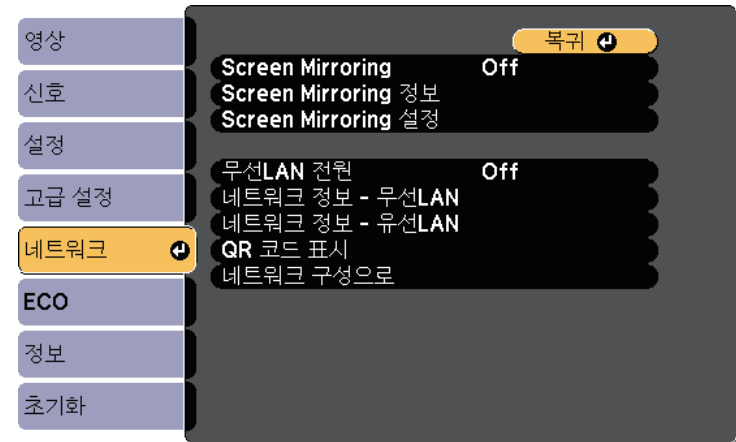 영상
신호
설정
고급 설정
네트워크
ECO
정보
초기화
복귀
Screen Mirroring Off
Screen Mirroring 정보
Screen Mirroring 설정
무선LAN 전원 Off
네트워크 정보 - 무선LAN
네트워크 정보 - 유선LAN
QR 코드 표시
네트워크 구성으로